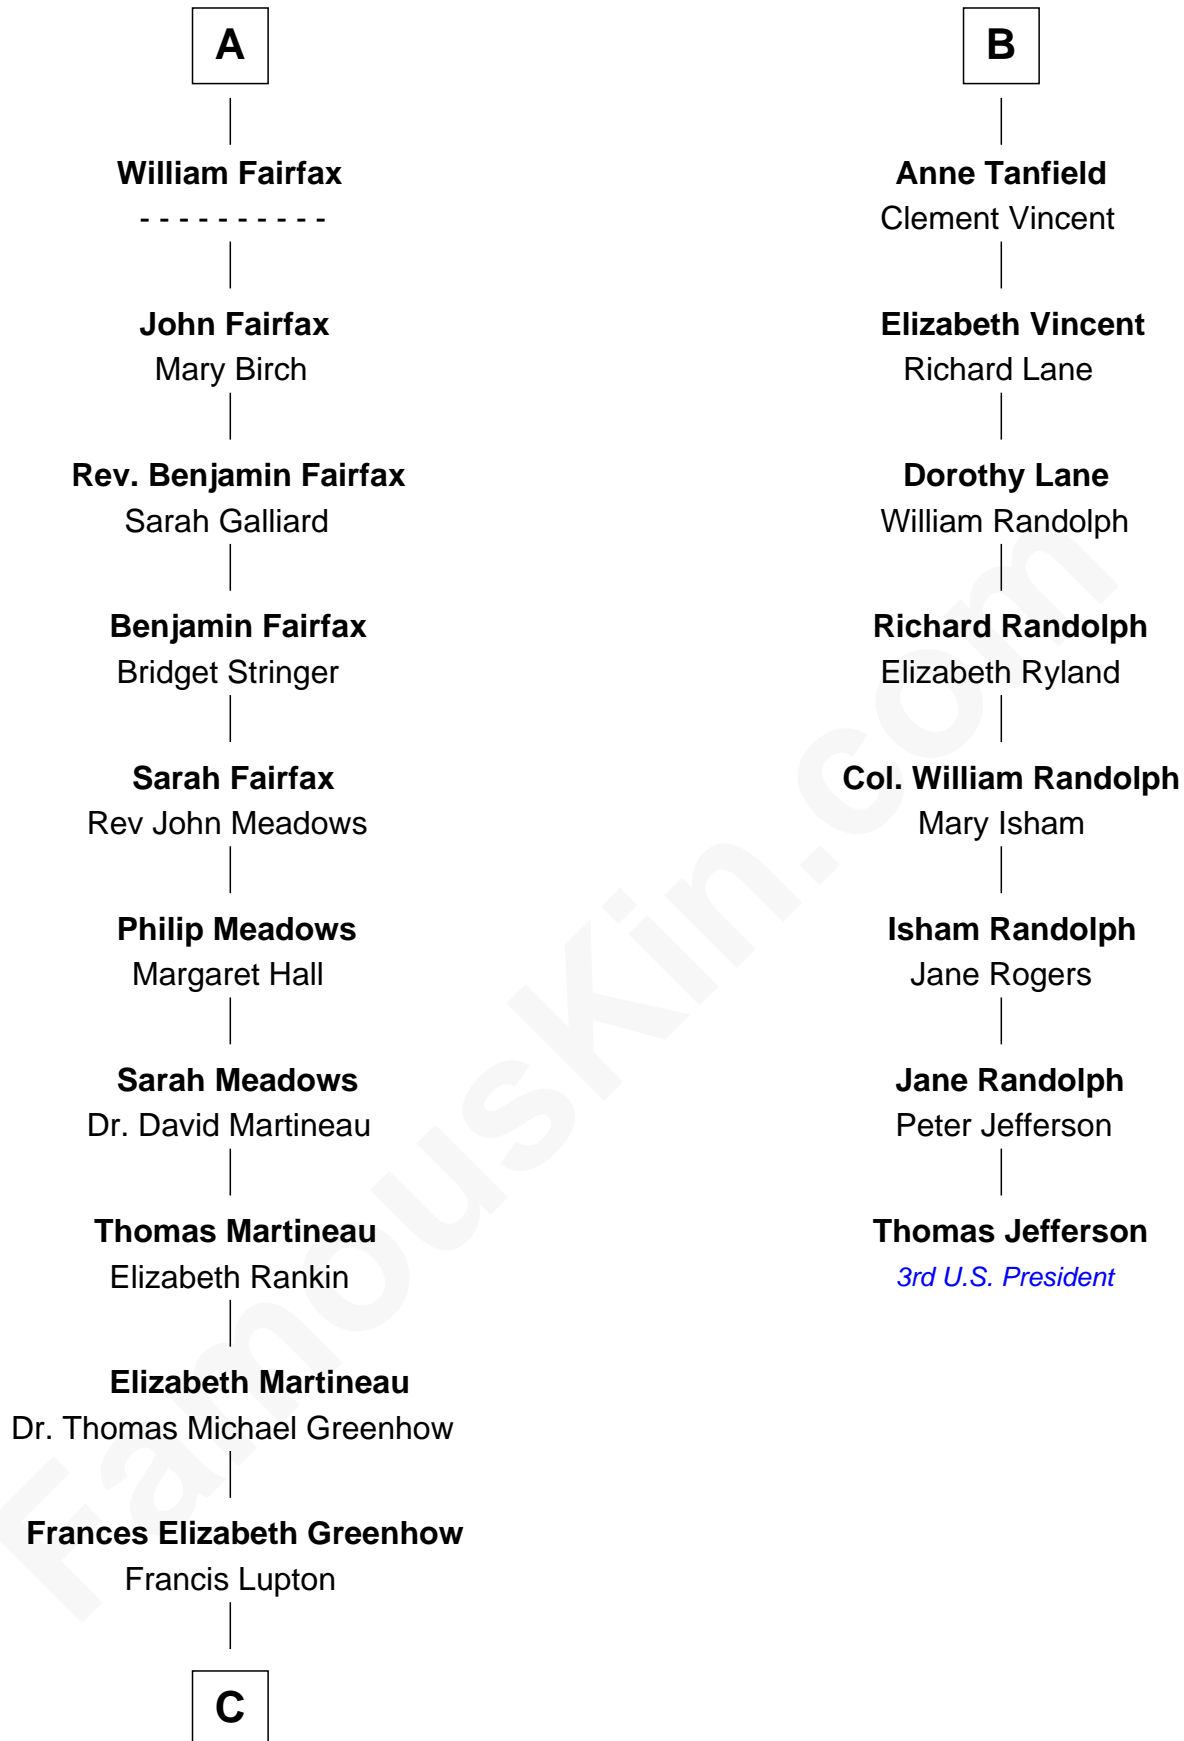 A
William Fairfax
- - - - - - - - - -
John Fairfax
Mary Birch
Rev. Benjamin Fairfax
Sarah Galliard
Benjamin Fairfax
Bridget Stringer
Sarah Fairfax
Rev John Meadows
Philip Meadows
Margaret Hall
Sarah Meadows
Dr. David Martineau
Thomas Martineau
Elizabeth Rankin
Elizabeth Martineau
Dr. Thomas Michael Greenhow
Frances Elizabeth Greenhow
Francis Lupton
C
B
Anne Tanfield
Clement Vincent
Elizabeth Vincent
Richard Lane
Dorothy Lane
William Randolph
Richard Randolph
Elizabeth Ryland
Col. William Randolph
Mary Isham
Isham Randolph
Jane Rogers
Jane Randolph
Peter Jefferson
Thomas Jefferson
3rd U.S. President
FamousKin.com